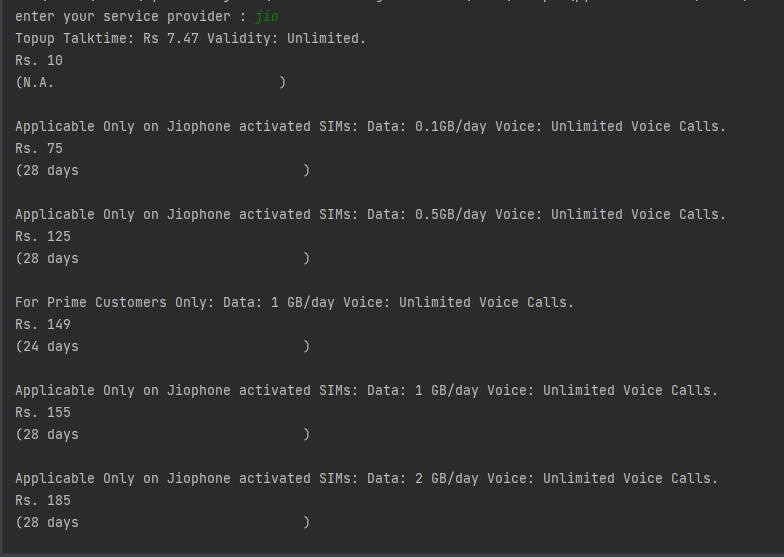 enter your service provider : jio
Topup Talktime: Rs 7.47 Validity: Unlimited.
Rs. 10
(N.A.                            )
Applicable Only on Jiophone activated SIMs: Data: 0.1GB/day Voice: Unlimited Voice Calls.
Rs. 75
(28 days                            )
Applicable Only on Jiophone activated SIMs: Data: 0.5GB/day Voice: Unlimited Voice Calls.
Rs. 125
(28 days                            )
For Prime Customers Only: Data: 1 GB/day Voice: Unlimited Voice Calls.
Rs. 149
(24 days                            )
Applicable Only on Jiophone activated SIMs: Data: 1 GB/day Voice: Unlimited Voice Calls.
Rs. 155
(28 days                            )
Applicable Only on Jiophone activated SIMs: Data: 2 GB/day Voice: Unlimited Voice Calls.
Rs. 185
(28 days                            )